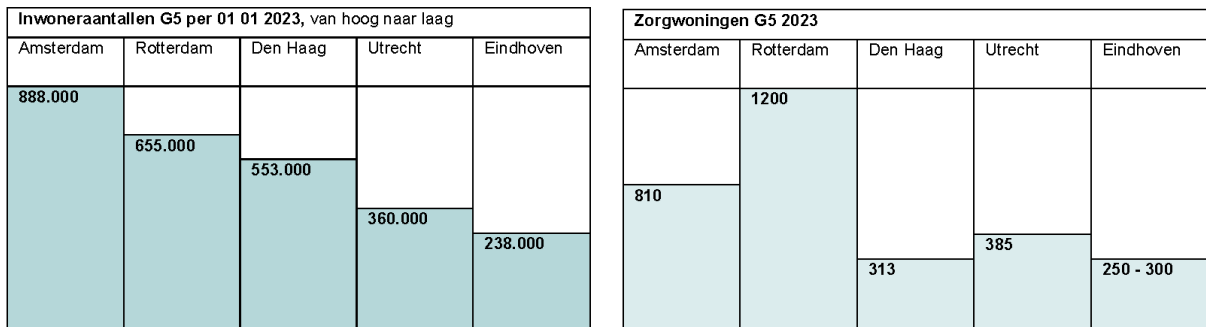 Inwoneraantallen G5 per 01 01 2023, van hoog naar laag
Amsterdam Rotterdam Den Haag Utrecht Eindhoven
888.000
655.000
553.000
360.000
238.000
Zorgwoningen G5 2023
Amsterdam Rotterdam Den Haag Utrecht Eindhoven
1200
810
385
313
250 - 300